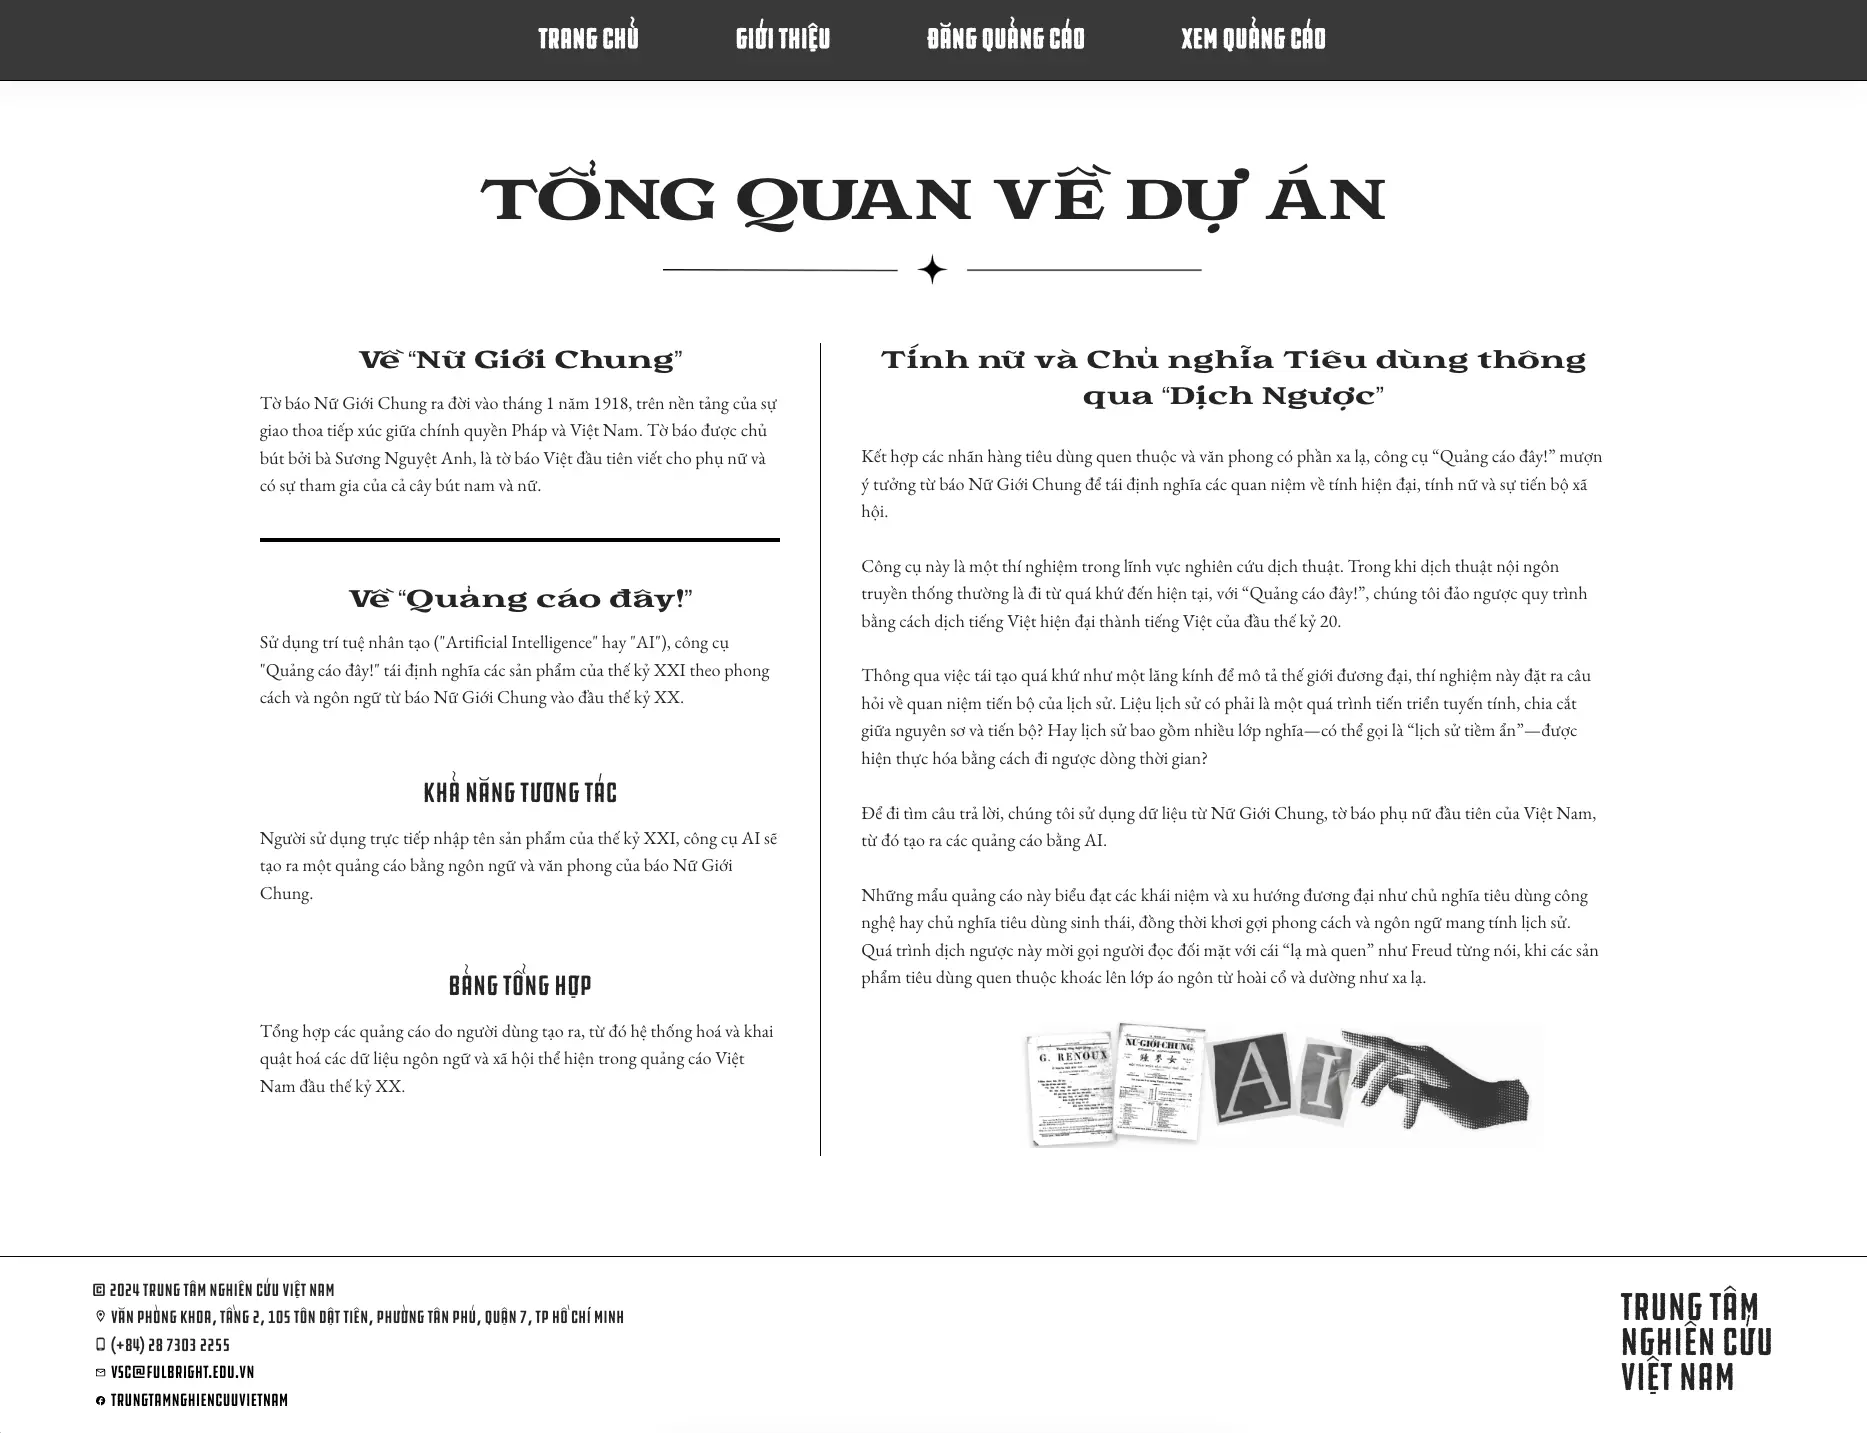 TRANG CHỦ
GIỚI THIỆU
ĐĂNG QUẢNG CÁO
XEM QUẢNG CÁO
TỔNG QUAN VỀ DỰ ÁN
Về “Nữ Giới Chung”
Tờ báo Nữ Giới Chung ra đời vào tháng 1 năm 1918, trên nền tảng của sự
giao thoa tiếp xúc giữa chính quyền Pháp và Việt Nam. Tờ báo được chủ
bút bởi bà Sương Nguyệt Anh, là tờ báo Việt đầu tiên viết cho phụ nữ và
có sự tham gia của cả cây bút nam và nữ.
Về “Quảng cáo đây!”
Sử dụng trí tuệ nhân tạo ("Artificial Intelligence" hay "AI"), công cụ
"Quảng cáo đây!" tái định nghĩa các sản phẩm của thế kỷ XXI theo phong
cách và ngôn ngữ từ báo Nữ Giới Chung vào đầu thế kỷ XX.
KHẢ NĂNG TƯƠNG TÁC
Người sử dụng trực tiếp nhập tên sản phẩm của thế kỷ XXI, công cụ AI sẽ
tạo ra một quảng cáo bằng ngôn ngữ và văn phong của báo Nữ Giới
Chung.
BẢNG TỔNG HỢP
Tổng hợp các quảng cáo do người dùng tạo ra, từ đó hệ thống hoá và khai
quật hoá các dữ liệu ngôn ngữ và xã hội thể hiện trong quảng cáo Việt
Nam đầu thế kỷ XX.
Tính nữ và Chủ nghĩa Tiêu dùng thông
qua “Dịch Ngược”
Kết hợp các nhãn hàng tiêu dùng quen thuộc và văn phong có phần xa lạ, công cụ “Quảng cáo đây!” mượn
ý tưởng từ báo Nữ Giới Chung để tái định nghĩa các quan niệm về tính hiện đại, tính nữ và sự tiến bộ xã
hội.
Công cụ này là một thí nghiệm trong lĩnh vực nghiên cứu dịch thuật. Trong khi dịch thuật nội ngôn
truyền thống thường là đi từ quá khứ đến hiện tại, với “Quảng cáo đây!”, chúng tôi đảo ngược quy trình
bằng cách dịch tiếng Việt hiện đại thành tiếng Việt của đầu thế kỷ 20.
Thông qua việc tái tạo quá khứ như một lăng kính để mô tả thế giới đương đại, thí nghiệm này đặt ra câu
hỏi về quan niệm tiến bộ của lịch sử. Liệu lịch sử có phải là một quá trình tiến triển tuyến tính, chia cắt
giữa nguyên sơ và tiến bộ? Hay lịch sử bao gồm nhiều lớp nghĩa—có thể gọi là “lịch sử tiềm ẩn”—được
hiện thực hóa bằng cách đi ngược dòng thời gian?
Để đi tìm câu trả lời, chúng tôi sử dụng dữ liệu từ Nữ Giới Chung, tờ báo phụ nữ đầu tiên của Việt Nam,
từ đó tạo ra các quảng cáo bằng AI.
Những mẩu quảng cáo này biểu đạt các khái niệm và xu hướng đương đại như chủ nghĩa tiêu dùng công
nghệ hay chủ nghĩa tiêu dùng sinh thái, đồng thời khơi gợi phong cách và ngôn ngữ mang tính lịch sử.
Quá trình dịch ngược này mời gọi người đọc đối mặt với cái “lạ mà quen” như Freud từng nói, khi các sản
phẩm tiêu dùng quen thuộc khoác lên lớp áo ngôn từ hoài cổ và dường như xa lạ.
G. RENOUX
NỮ-GIỚI-CHUNG
鐘界女
A I
© 2024 TRUNG TÂM NGHIÊN CỨU VIỆT NAM
VĂN PHÒNG KHOA, TẦNG 2, 105 TÔN DẬT TIÊN, PHƯỜNG TÂN PHÚ, QUẬN 7, TP HỒ CHÍ MINH
(+84) 28 7303 2255
VSC@FULBRIGHT.EDU.VN
TRUNGTAMNGHIENCUUVIETNAM
TRUNG TÂM
NGHIÊN CỨU
VIỆT NAM